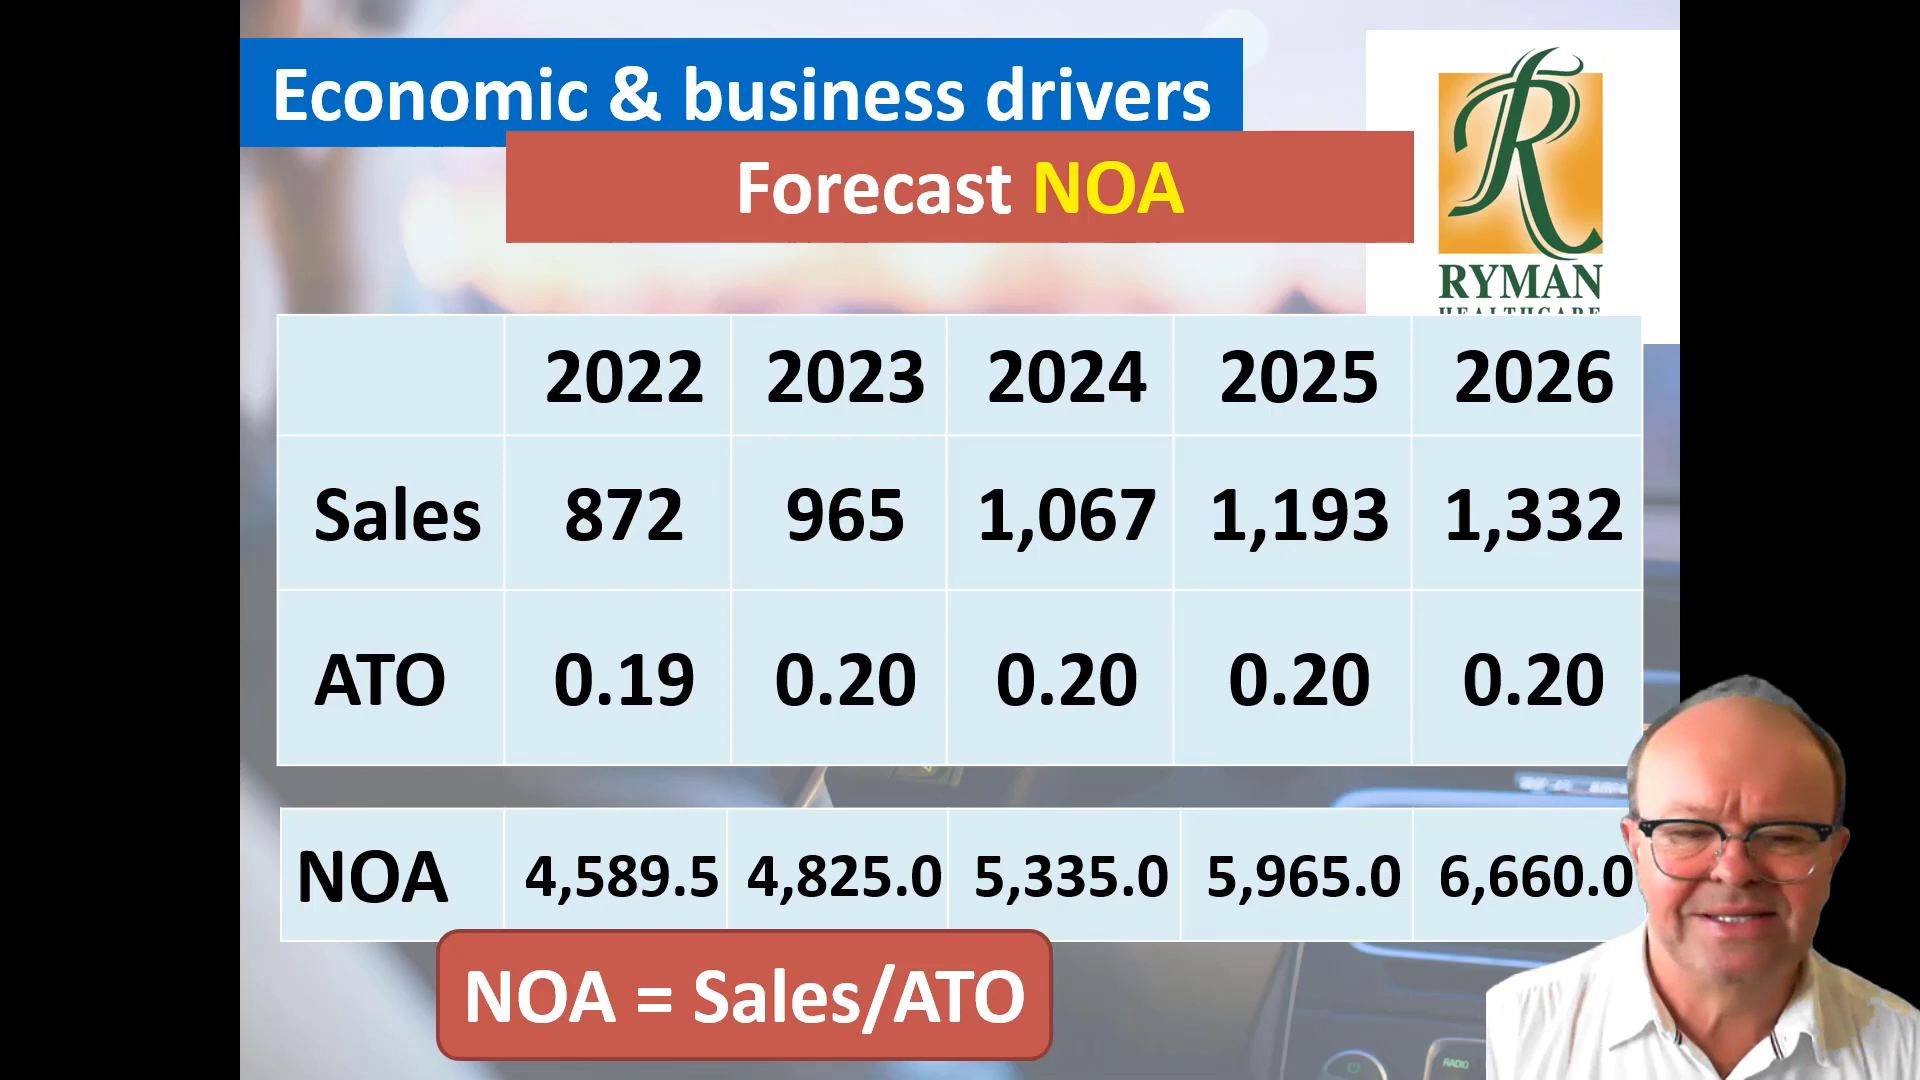 Economic & business drivers
Forecast NOA
RYMAN
HEALTHCARE
2022 2023 2024 2025 2026
Sales 872 965 1,067 1,193 1,332
ATO 0.19 0.20 0.20 0.20 0.20
NOA 4,589.5 4,825.0 5,335.0 5,965.0 6,660.0
NOA = Sales/ATO
RADIO